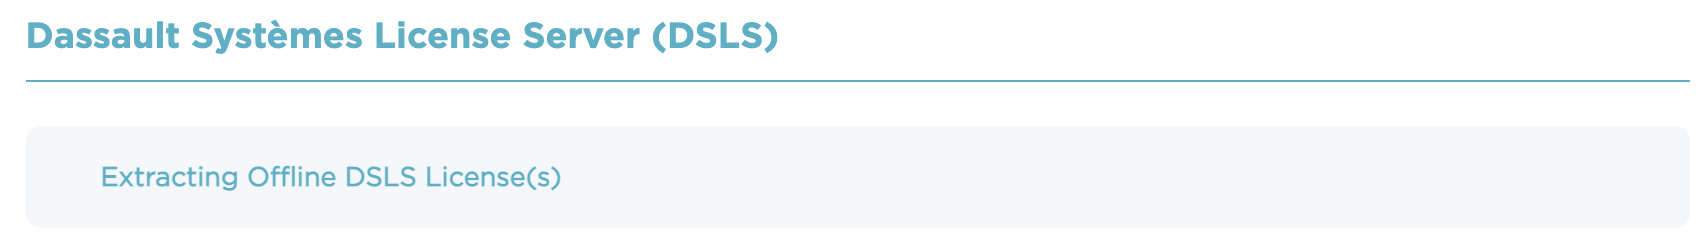 Dassault Systèmes License Server (DSLS)
Extracting Offline DSLS License(s)